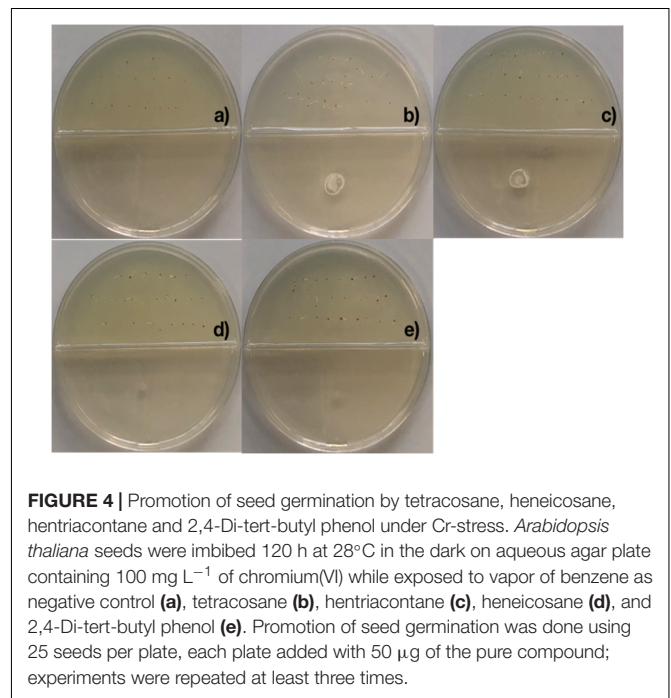 a)
b)
c)
d)
e)
FIGURE 4 | Promotion of seed germination by tetracosane, heneicosane,
hentriacontane and 2,4-Di-tert-butyl phenol under Cr-stress. Arabidopsis
thaliana seeds were imbibed 120 h at 28°C in the dark on aqueous agar plate
containing 100 mg L⁻¹ of chromium(VI) while exposed to vapor of benzene as
negative control (a), tetracosane (b), hentriacontane (c), heneicosane (d), and
2,4-Di-tert-butyl phenol (e). Promotion of seed germination was done using
25 seeds per plate, each plate added with 50 μg of the pure compound;
experiments were repeated at least three times.